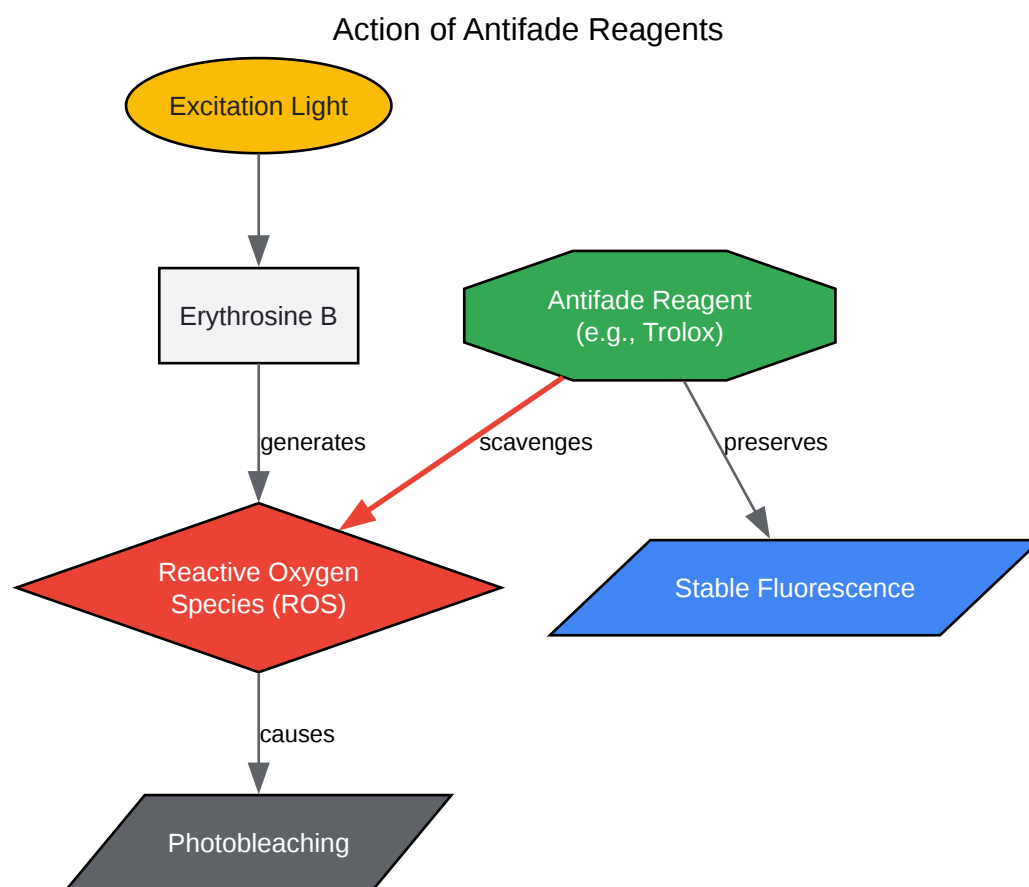 Action of Antifade Reagents
Excitation Light
Erythrosine B
Antifade Reagent
(e.g., Trolox)
generates
scavenges
preserves
Reactive Oxygen
Species (ROS)
Stable Fluorescence
causes
Photobleaching